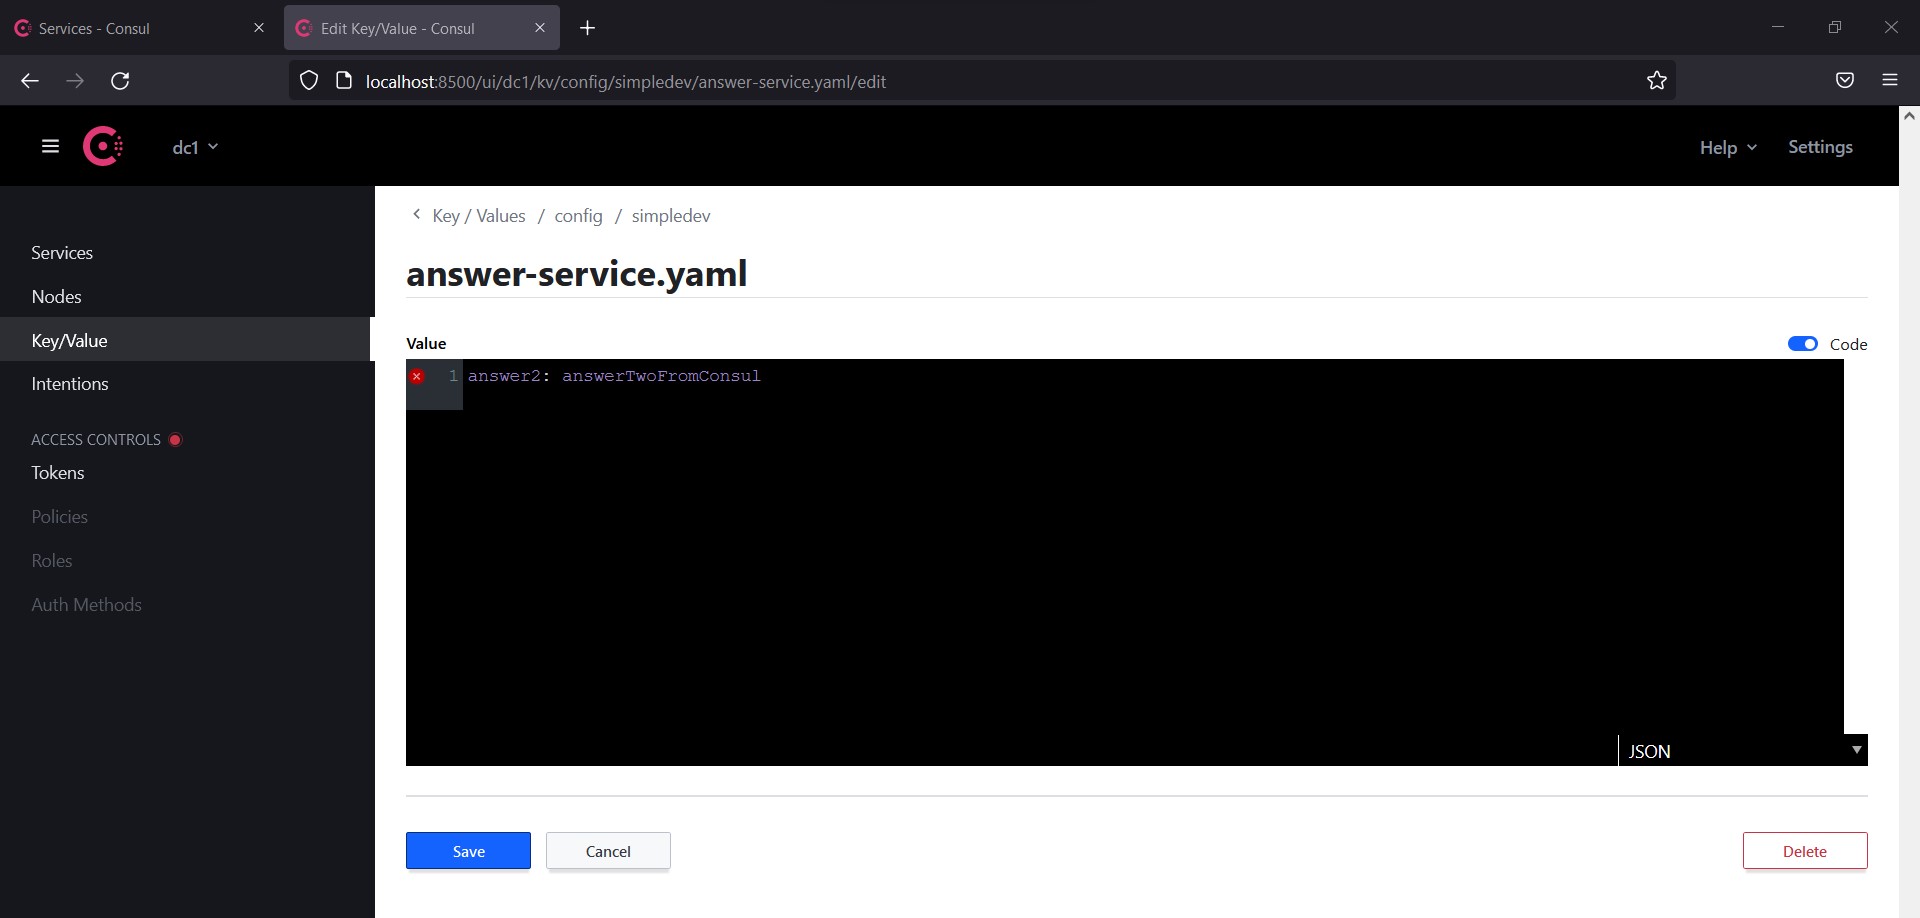 Services - Consul
Edit Key/Value - Consul
localhost:8500/ui/dc1/kv/config/simpledev/answer-service.yaml/edit
dc1
Help
Settings
Key / Values / config / simpledev
Services
answer-service.yaml
Nodes
Key/Value
Value
Code
1 answer2: answerTwoFromConsul
Intentions
ACCESS CONTROLS
Tokens
Policies
Roles
Auth Methods
JSON
Save
Cancel
Delete